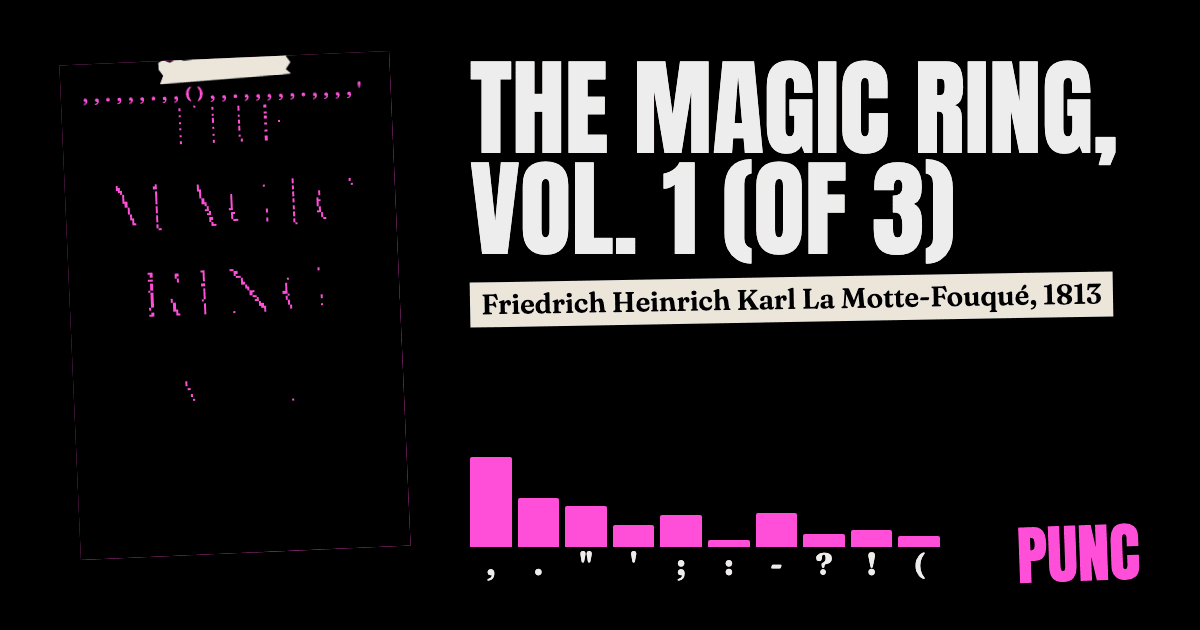 ,,.,,,.,,(),,.,,,,,.,,,,'
THE MAGIC RING,
VOL. 1 (OF 3)
Friedrich Heinrich Karl La Motte-Fouqué, 1813
, . " ' ; : - ? ! (
PUNC